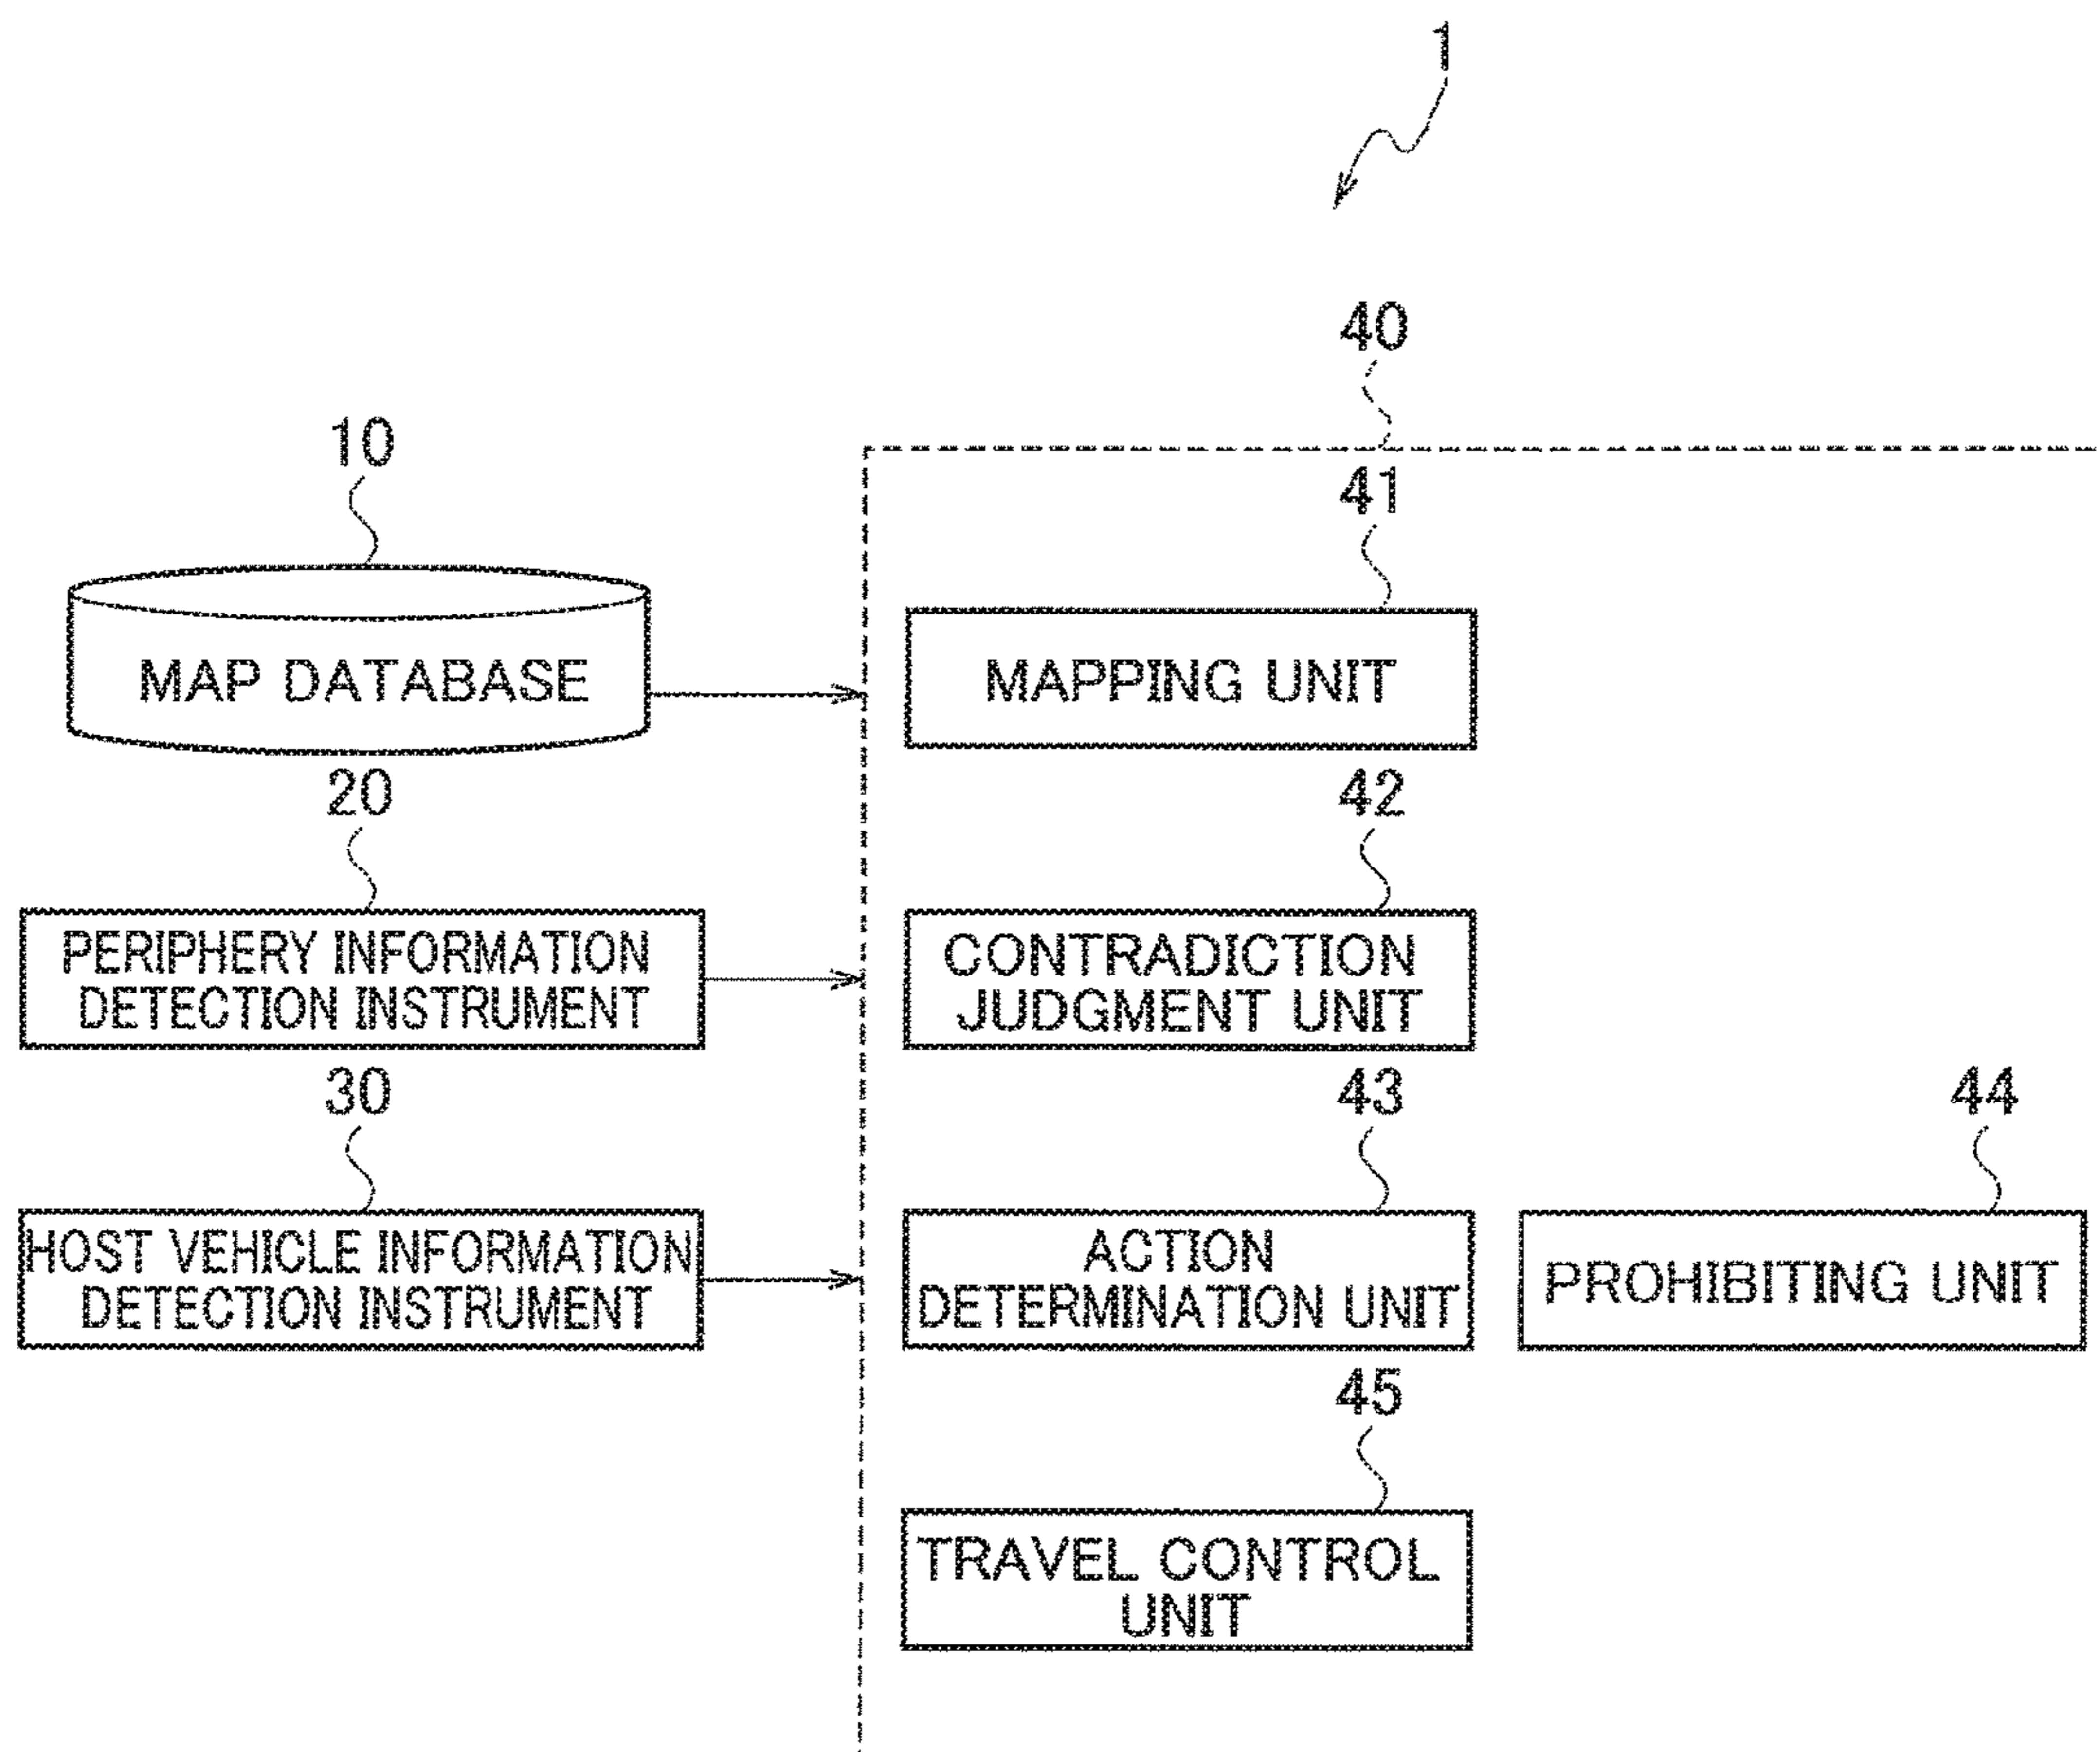 1
40
10
41
MAP DATABASE
MAPPING UNIT
20
42
PERIPHERY INFORMATION
DETECTION INSTRUMENT
CONTRADICTION
JUDGMENT UNIT
30
43
44
HOST VEHICLE INFORMATION
DETECTION INSTRUMENT
ACTION
DETERMINATION UNIT
PROHIBITING UNIT
45
TRAVEL CONTROL
UNIT